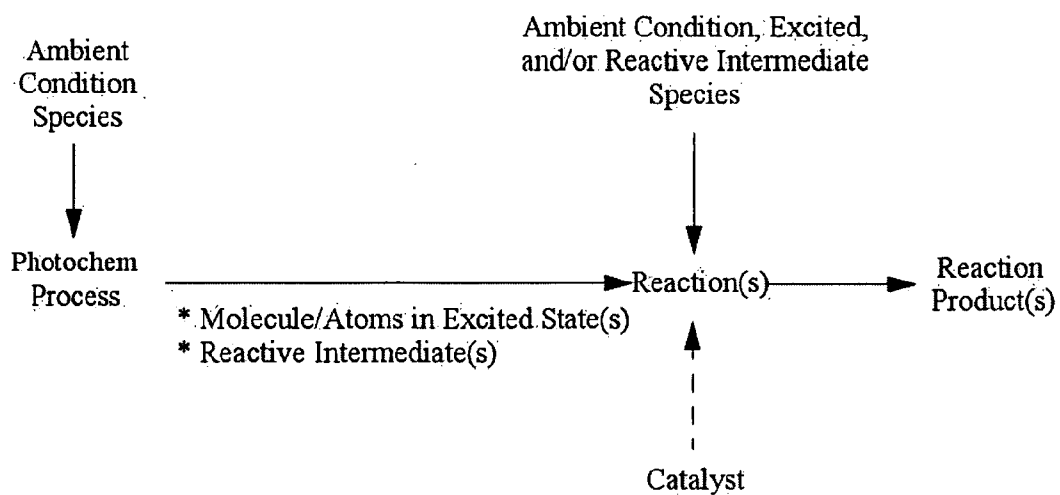 Ambient
Condition
Species
Ambient Condition, Excited,
and/or Reactive Intermediate
Species
Photochem
Process
* Molecule/Atoms in Excited State(s)
* Reactive Intermediate(s)
Reaction(s)
Reaction
Product(s)
Catalyst